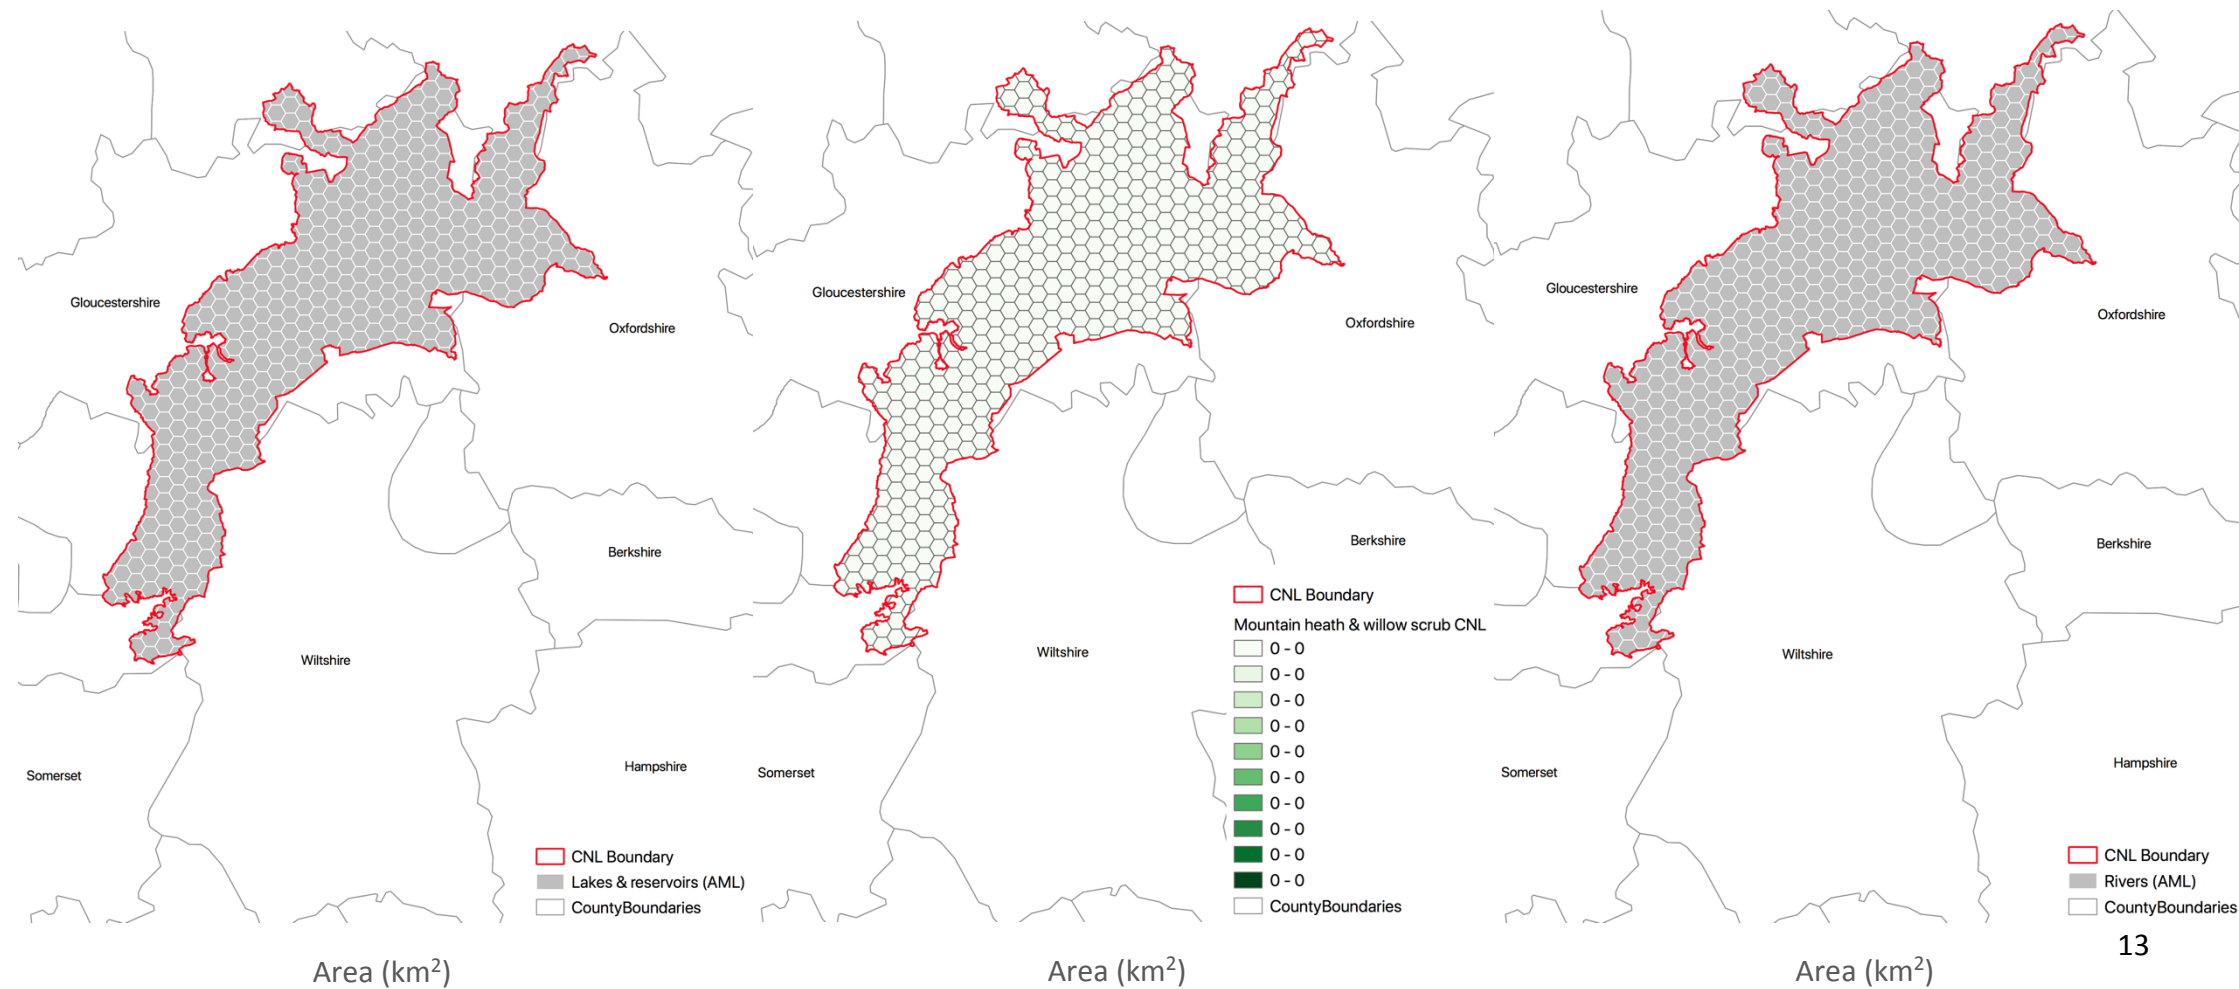 Gloucestershire
Oxfordshire
Berkshire
Wiltshire
Hampshire
Somerset
CNL Boundary
Lakes & reservoirs (AML)
CountyBoundaries
Area (km²)
Gloucestershire
Oxfordshire
Berkshire
Wiltshire
Somerset
CNL Boundary
Mountain heath & willow scrub CNL
0 - 0
0 - 0
0 - 0
0 - 0
0 - 0
0 - 0
0 - 0
0 - 0
0 - 0
0 - 0
CountyBoundaries
Area (km²)
Gloucestershire
Oxfordshire
Berkshire
Wiltshire
Hampshire
Somerset
CNL Boundary
Rivers (AML)
CountyBoundaries
Area (km²)
13